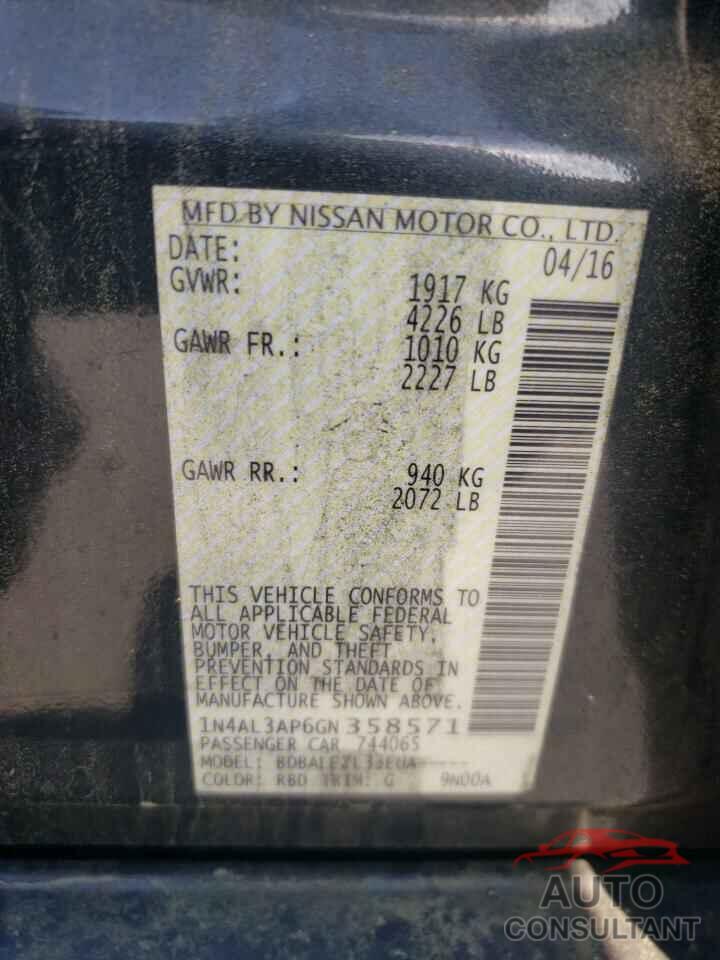 MFD BY NISSAN MOTOR CO., LTD.
DATE: 04/16
GVWR: 1917 KG
4226 LB
GAWR FR.: 1010 KG
2227 LB
GAWR RR.: 940 KG
2072 LB
THIS VEHICLE CONFORMS TO
ALL APPLICABLE FEDERAL
MOTOR VEHICLE SAFETY,
BUMPER, AND THEFT
PREVENTION STANDARDS IN
EFFECT ON THE DATE OF
MANUFACTURE SHOWN ABOVE.
1N4AL3AP6GN358571
PASSENGER CAR 744065
MODEL:
COLOR: RBD TRIM: G 9N00A
AUTO
CONSULTANT